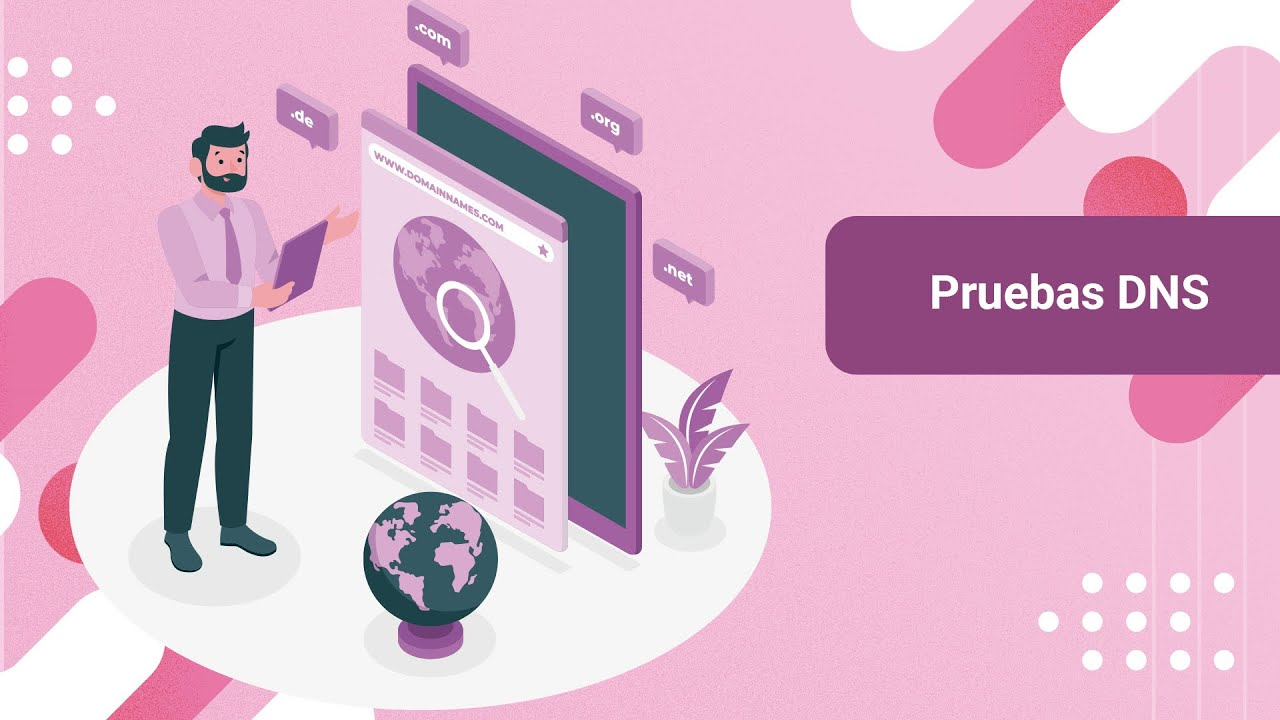 .com
.de
.org
WWW.DOMAINNAMES.COM
.net
Pruebas DNS